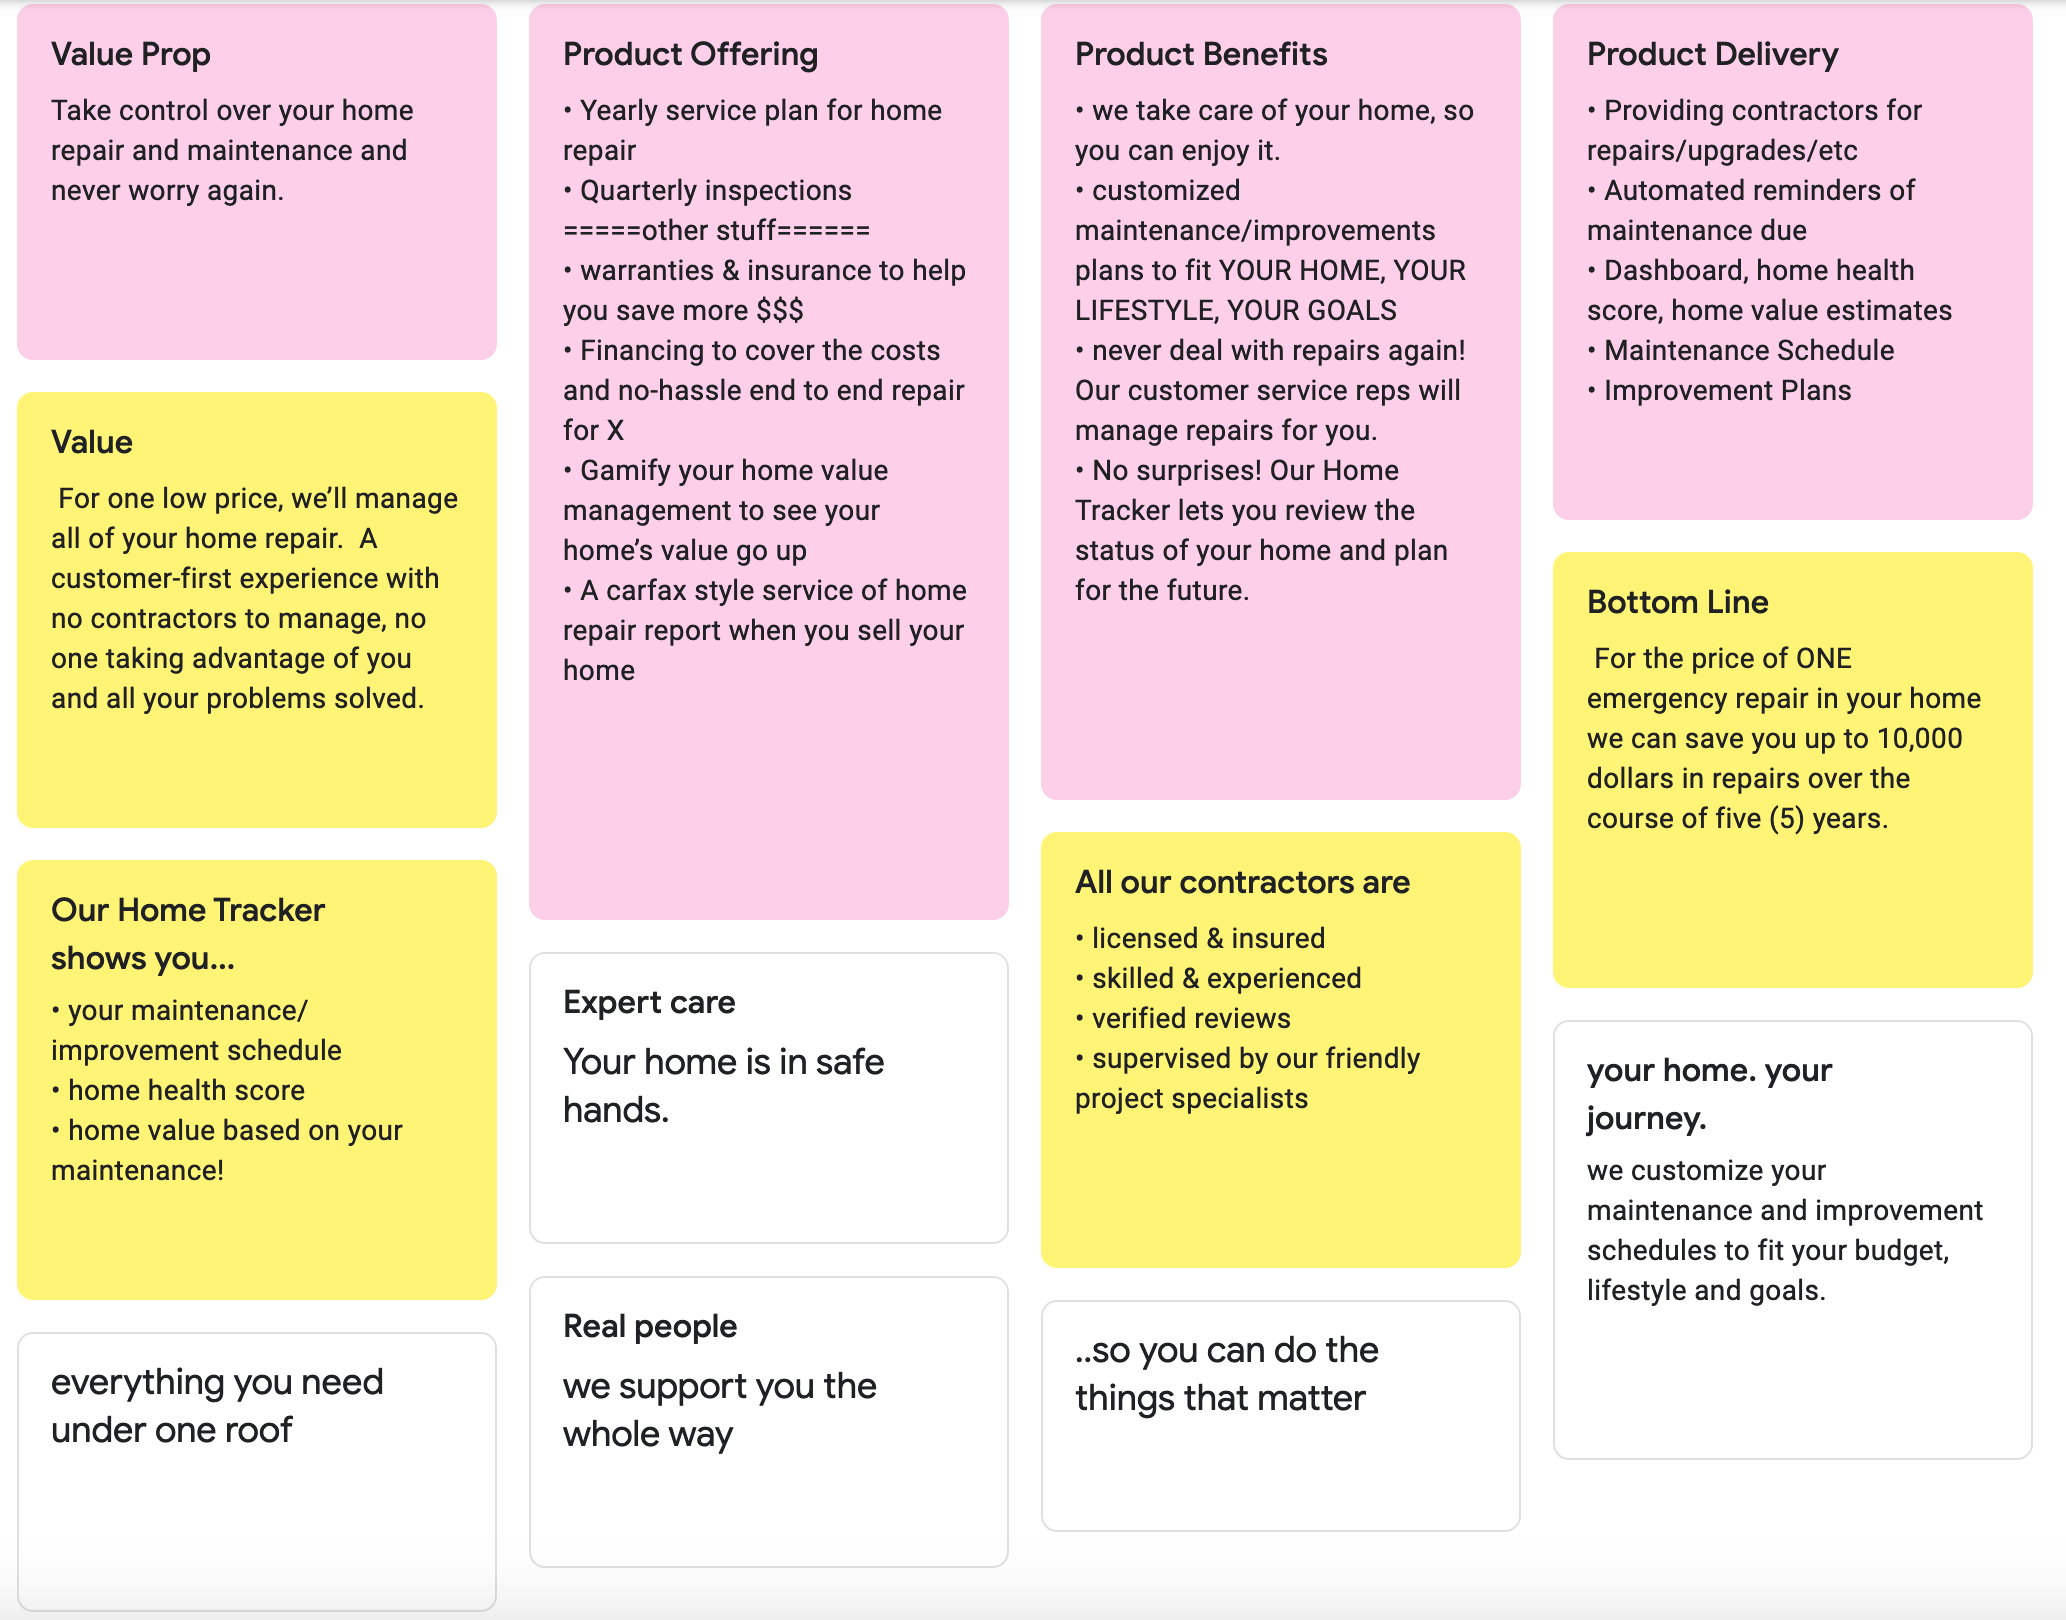 Value Prop
Take control over your home
repair and maintenance and
never worry again.
Value
For one low price, we’ll manage
all of your home repair.  A
customer-first experience with
no contractors to manage, no
one taking advantage of you
and all your problems solved.
Our Home Tracker
shows you...
• your maintenance/
improvement schedule
• home health score
• home value based on your
maintenance!
everything you need
under one roof
Product Offering
• Yearly service plan for home
repair
• Quarterly inspections
=====other stuff======
• warranties & insurance to help
you save more $$$
• Financing to cover the costs
and no-hassle end to end repair
for X
• Gamify your home value
management to see your
home’s value go up
• A carfax style service of home
repair report when you sell your
home
Expert care
Your home is in safe
hands.
Real people
we support you the
whole way
Product Benefits
• we take care of your home, so
you can enjoy it.
• customized
maintenance/improvements
plans to fit YOUR HOME, YOUR
LIFESTYLE, YOUR GOALS
• never deal with repairs again!
Our customer service reps will
manage repairs for you.
• No surprises! Our Home
Tracker lets you review the
status of your home and plan
for the future.
All our contractors are
• licensed & insured
• skilled & experienced
• verified reviews
• supervised by our friendly
project specialists
..so you can do the
things that matter
Product Delivery
• Providing contractors for
repairs/upgrades/etc
• Automated reminders of
maintenance due
• Dashboard, home health
score, home value estimates
• Maintenance Schedule
• Improvement Plans
Bottom Line
For the price of ONE
emergency repair in your home
we can save you up to 10,000
dollars in repairs over the
course of five (5) years.
your home. your
journey.
we customize your
maintenance and improvement
schedules to fit your budget,
lifestyle and goals.